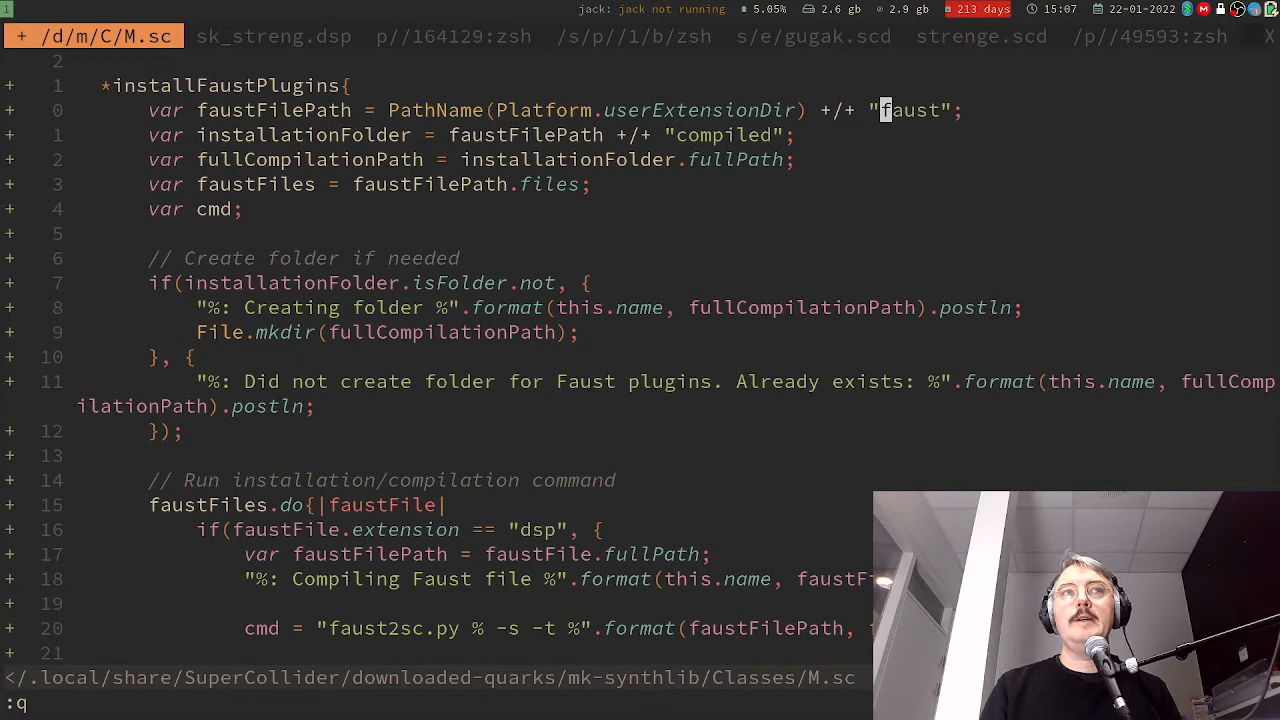 1 jack: jack not running 5.05% 2.6 gb 2.9 gb 213 days 15:07 22-01-2022
+ /d/m/C/M.sc sk_streng.dsp p//164129:zsh /s/p//1/b/zsh s/e/gugak.scd strenge.scd /p//49593:zsh X
2
+ 1 *installFaustPlugins{
+ 0 var faustFilePath = PathName(Platform.userExtensionDir) +/+ "faust";
+ 1 var installationFolder = faustFilePath +/+ "compiled";
+ 2 var fullCompilationPath = installationFolder.fullPath;
+ 3 var faustFiles = faustFilePath.files;
+ 4 var cmd;
+ 5
+ 6 // Create folder if needed
+ 7 if(installationFolder.isFolder.not, {
+ 8 "%: Creating folder %".format(this.name, fullCompilationPath).postln;
+ 9 File.mkdir(fullCompilationPath);
+ 10 }, {
+ 11 "%: Did not create folder for Faust plugins. Already exists: %".format(this.name, fullComp
ilationPath).postln;
+ 12 });
+ 13
+ 14 // Run installation/compilation command
+ 15 faustFiles.do{|faustFile|
+ 16 if(faustFile.extension == "dsp", {
+ 17 var faustFilePath = faustFile.fullPath;
+ 18 "%: Compiling Faust file %".format(this.name, faustF
+ 19
+ 20 cmd = "faust2sc.py % -s -t %".format(faustFilePath,
+ 21
</.local/share/SuperCollider/downloaded-quarks/mk-synthlib/Classes/M.sc
:q